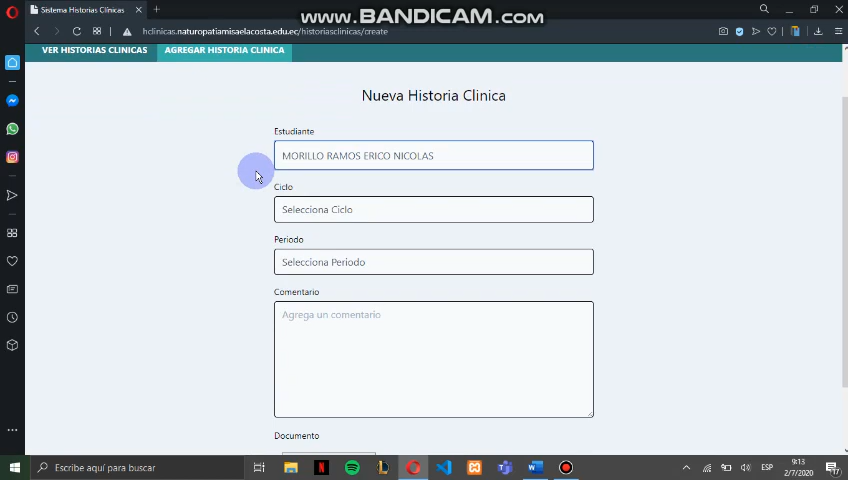 Sistema Historias Clínicas
www.BANDICAM.com
hclinicas.naturopatiamisaelacosta.edu.ec/historiasclinicas/create
VER HISTORIAS CLINICAS
AGREGAR HISTORIA CLINICA
Nueva Historia Clinica
Estudiante
MORILLO RAMOS ERICO NICOLAS
Ciclo
Selecciona Ciclo
Periodo
Selecciona Periodo
Comentario
Agrega un comentario
Documento
Escribe aquí para buscar
ESP
9:13
2/7/2020